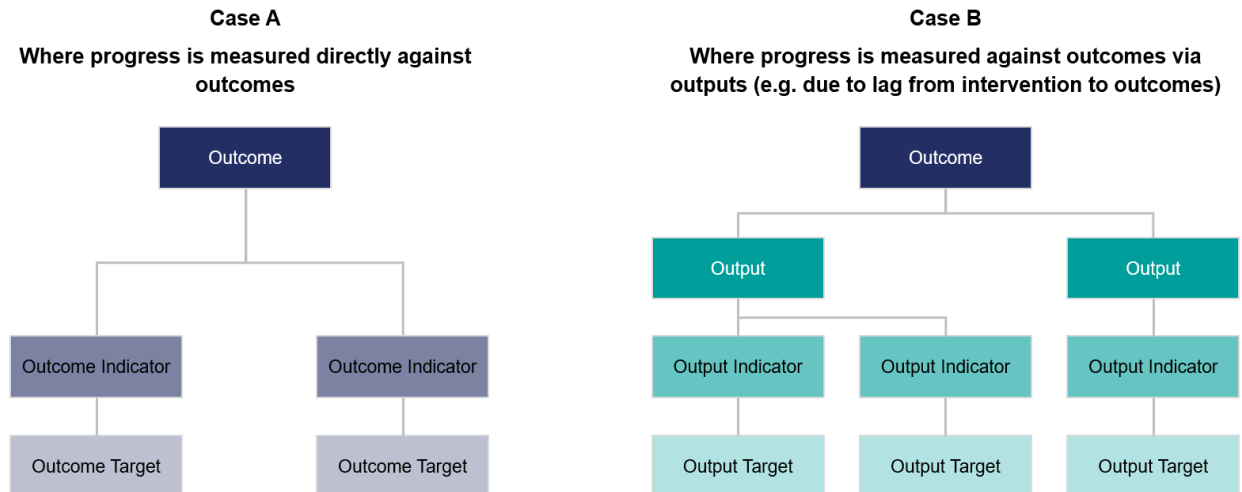 Case A
Where progress is measured directly against
outcomes
Outcome
Outcome Indicator
Outcome Indicator
Outcome Target
Outcome Target
Case B
Where progress is measured against outcomes via
outputs (e.g. due to lag from intervention to outcomes)
Outcome
Output
Output
Output Indicator
Output Indicator
Output Indicator
Output Target
Output Target
Output Target